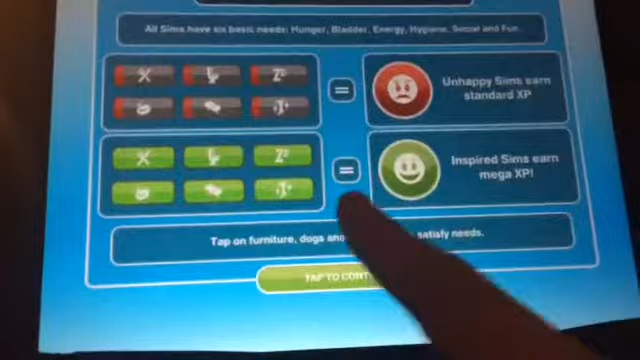 All Sims have six basic needs: Hunger, Bladder, Energy, Hygiene, Social and Fun.
= Unhappy Sims earn
standard XP
= Inspired Sims earn
mega XP!
Tap on furniture, dogs and satisfy needs.
TAP TO CONT